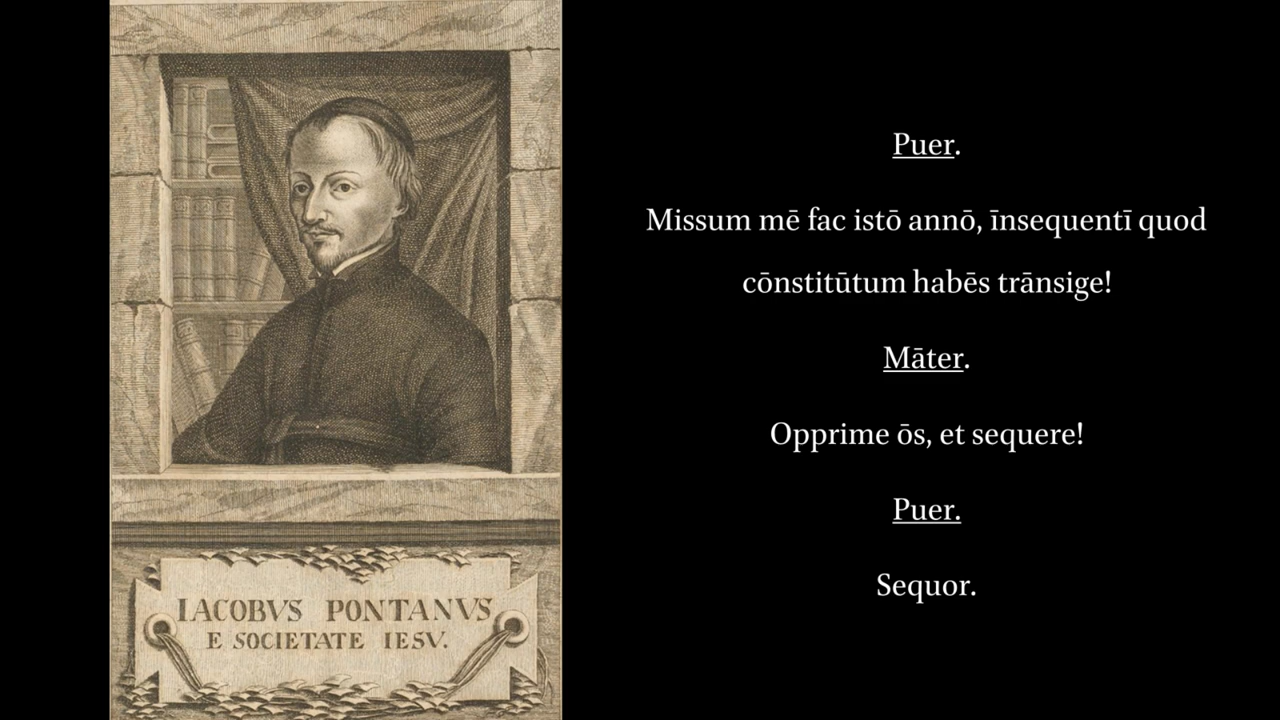 Puer.
Missum mē fac istō annō, īnsequentī quod
cōnstitūtum habēs trānsige!
Māter.
Opprime ōs, et sequere!
Puer.
Sequor.
IACOBVS PONTANVS
E SOCIETATE IESV.